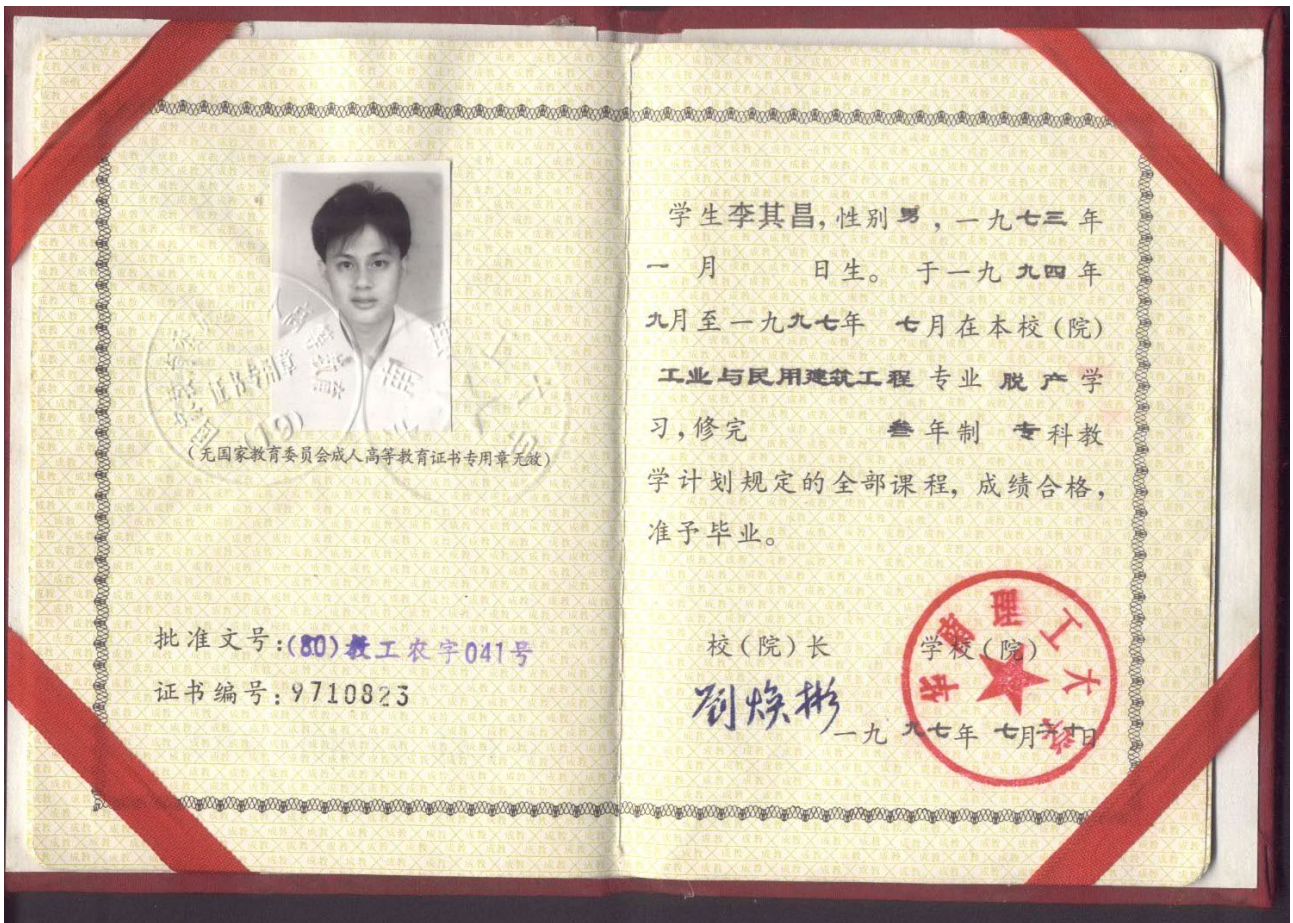 (无国家教育委员会成人高等教育证书专用章无效)
批准文号:(80)教工农字041号
证书编号:9710823
学生李其昌,性别男,一九七三年
一月 日生。于一九九四年
九月至一九九七年 七月在本校(院)
工业与民用建筑工程专业 脱产学
习,修完 叁年制 专科教
学计划规定的全部课程,成绩合格,
准予毕业。
校(院)长 学校(院)
刘焕彬
华南理工大学
一九九七年 七月 日